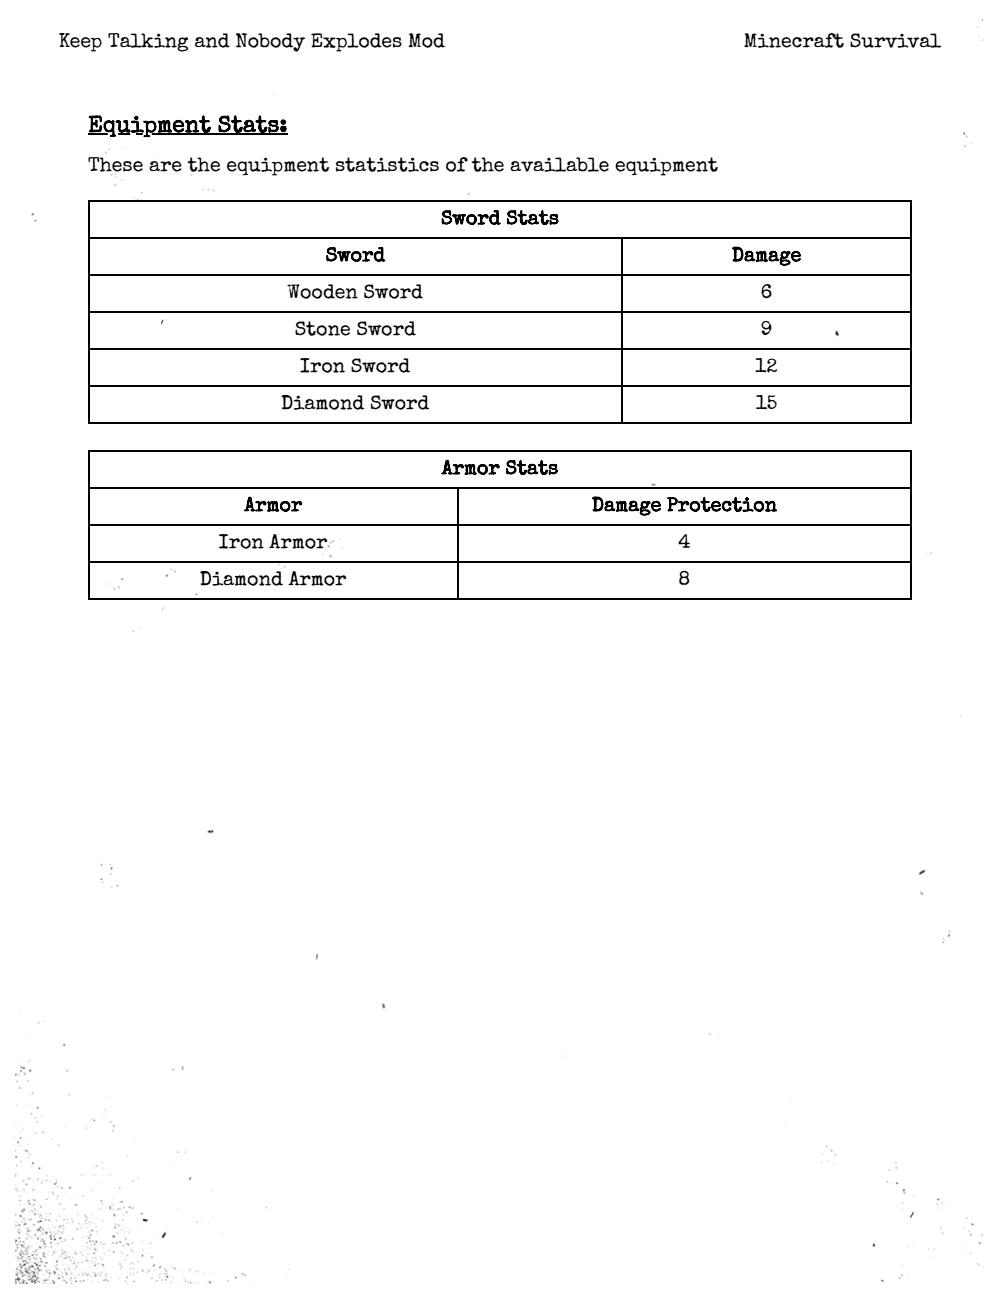 Keep Talking and Nobody Explodes Mod Minecraft Survival
Equipment Stats:
These are the equipment statistics of the available equipment
Sword Stats
Sword Damage
Wooden Sword 6
Stone Sword 9
Iron Sword 12
Diamond Sword 15
Armor Stats
Armor Damage Protection
Iron Armor 4
Diamond Armor 8